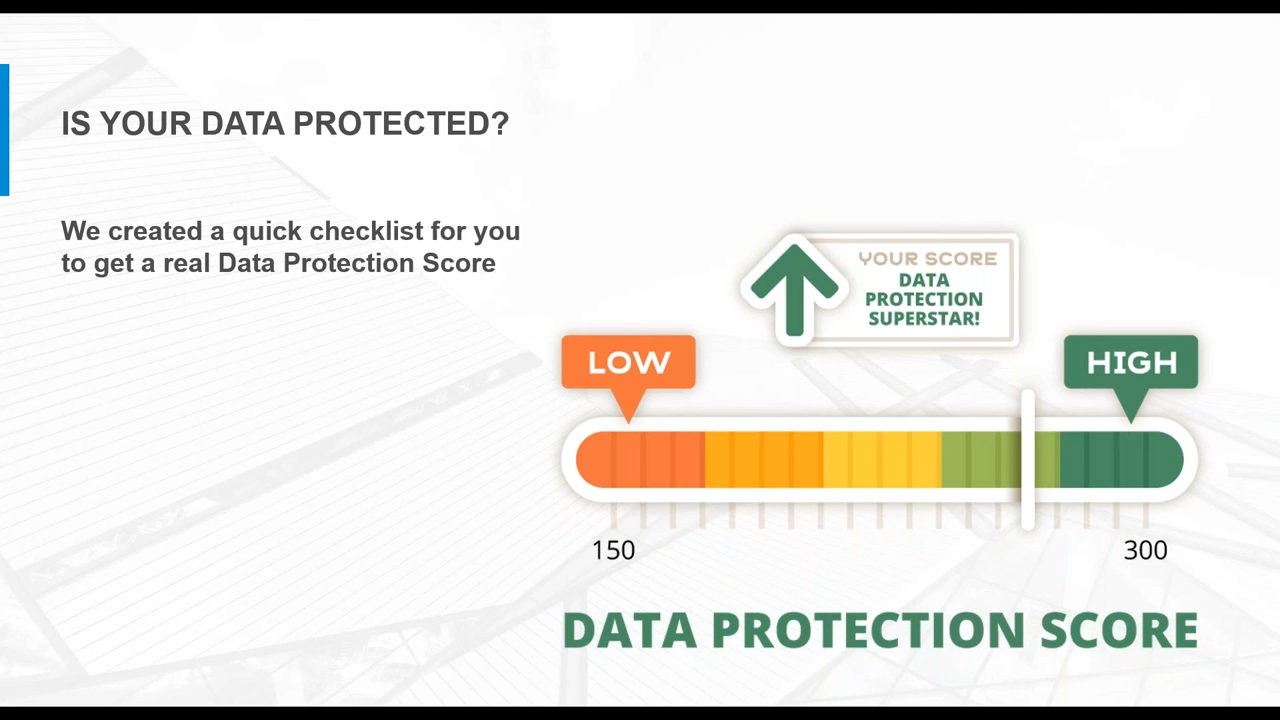 IS YOUR DATA PROTECTED?
We created a quick checklist for you
to get a real Data Protection Score
YOUR SCORE
DATA
PROTECTION
SUPERSTAR!
LOW
HIGH
150
300
DATA PROTECTION SCORE